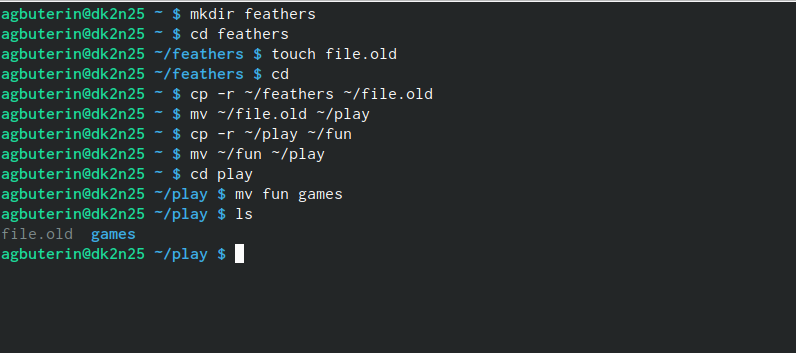 agbuterin@dk2n25 ~ $ mkdir feathers
agbuterin@dk2n25 ~ $ cd feathers
agbuterin@dk2n25 ~/feathers $ touch file.old
agbuterin@dk2n25 ~/feathers $ cd
agbuterin@dk2n25 ~ $ cp -r ~/feathers ~/file.old
agbuterin@dk2n25 ~ $ mv ~/file.old ~/play
agbuterin@dk2n25 ~ $ cp -r ~/play ~/fun
agbuterin@dk2n25 ~ $ mv ~/fun ~/play
agbuterin@dk2n25 ~ $ cd play
agbuterin@dk2n25 ~/play $ mv fun games
agbuterin@dk2n25 ~/play $ ls
file.old  games
agbuterin@dk2n25 ~/play $